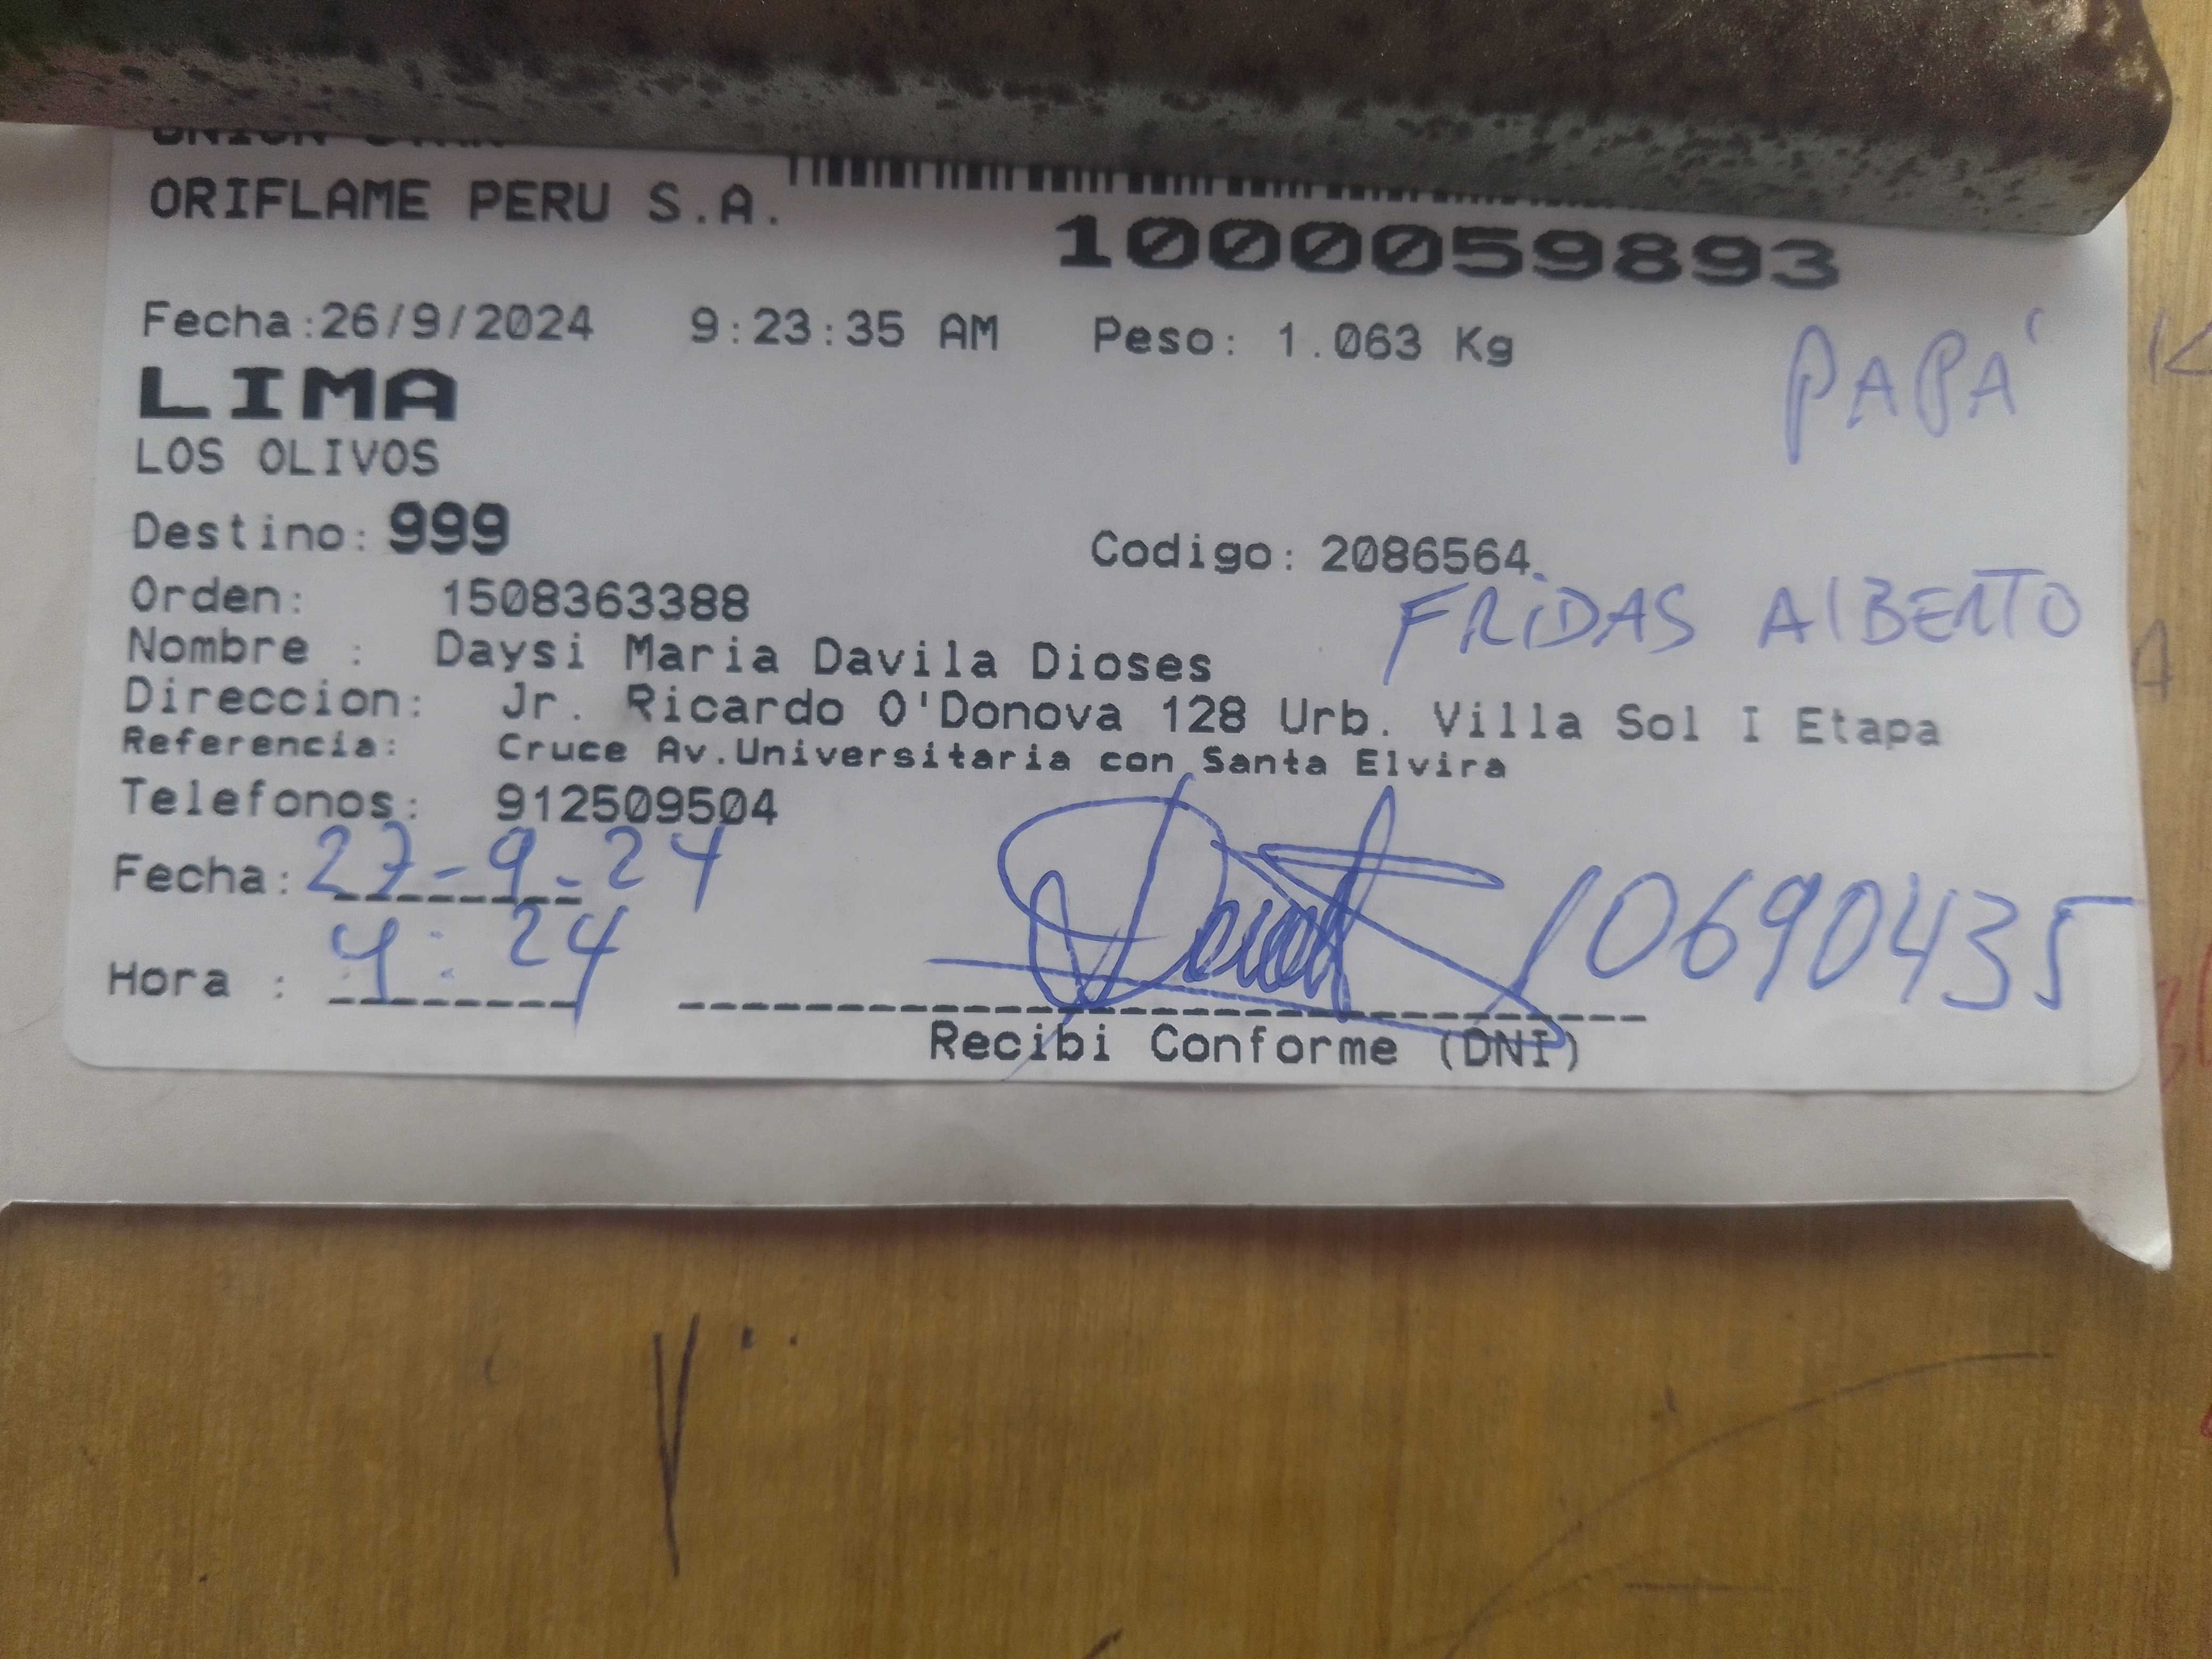 UNION STAR
ORIFLAME PERU S.A.
1000059893
Fecha:26/9/2024 9:23:35 AM Peso: 1.063 Kg
PAPÁ
LIMA
LOS OLIVOS
Destino: 999
Codigo: 2086564
Orden: 1508363388
FRIDAS AlBERTO
Nombre : Daysi Maria Davila Dioses
Direccion: Jr. Ricardo O'Donova 128 Urb. Villa Sol I Etapa
Referencia: Cruce Av.Universitaria con Santa Elvira
Telefonos: 912509504
Fecha: 27-9-24
Hora : 4:24
10690435
Recibi Conforme (DNI)